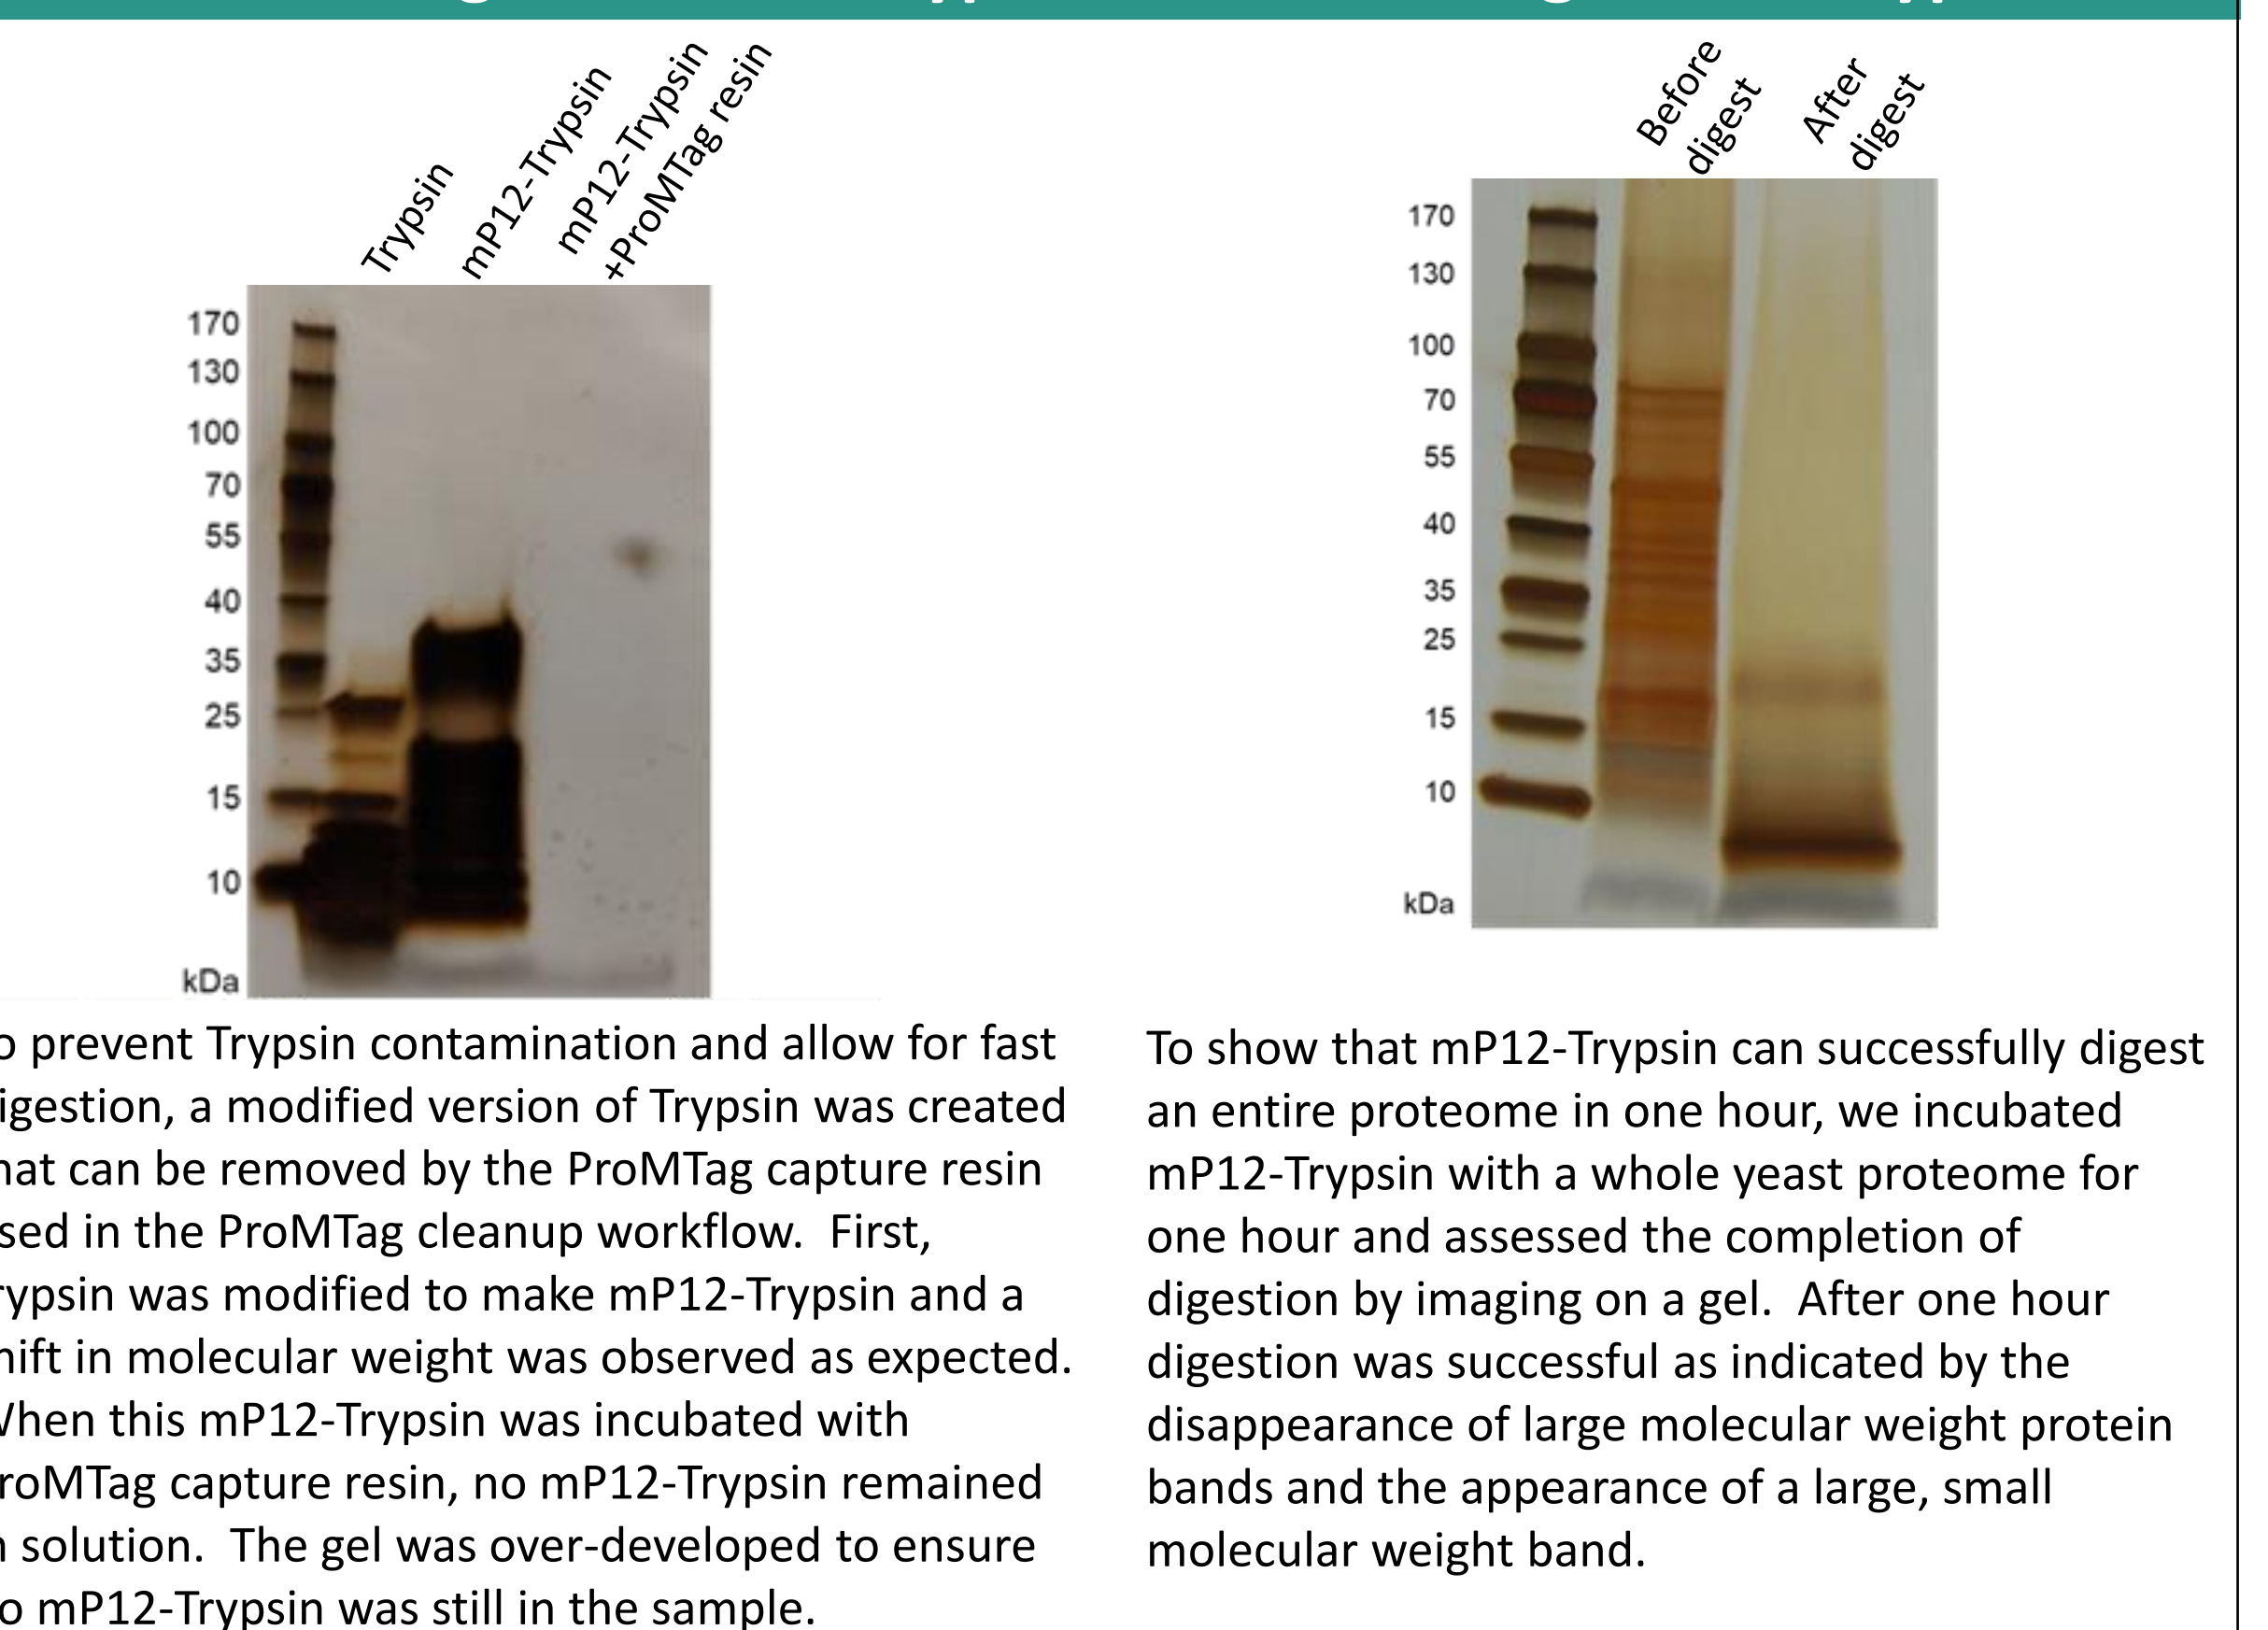 Trypsin
mP12-Trypsin
mP12-Trypsin
+ProMTag resin
170
130
100
70
55
40
35
25
15
10
kDa
prevent Trypsin contamination and allow for fast
a modified version of Trypsin was created
can be removed by the ProMTag capture resin
in the ProMTag cleanup workflow. First,
was modified to make mP12-Trypsin and a
in molecular weight was observed as expected.
this mP12-Trypsin was incubated with
capture resin, no mP12-Trypsin remained
solution. The gel was over-developed to ensure
mP12-Trypsin was still in the sample.
Before
digest
After
digest
170
130
100
70
55
40
35
25
15
10
kDa
To show that mP12-Trypsin can successfully digest
an entire proteome in one hour, we incubated
mP12-Trypsin with a whole yeast proteome for
one hour and assessed the completion of
digestion by imaging on a gel. After one hour
digestion was successful as indicated by the
disappearance of large molecular weight protein
bands and the appearance of a large, small
molecular weight band.